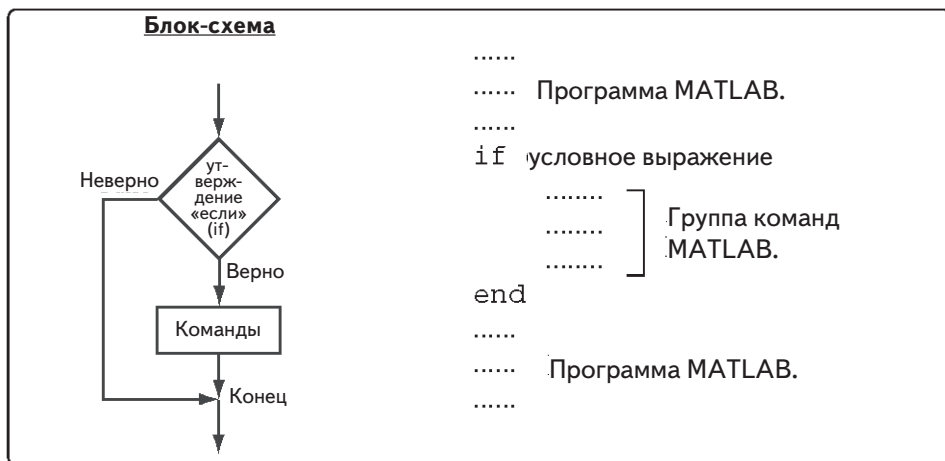 Блок-схема
ут-
верж-
дение
«если»
(if)
Неверно
Верно
Команды
Конец
......
...... Программа MATLAB.
......
if условное выражение
........
........
........
Группа команд
MATLAB.
end
......
...... Программа MATLAB.
......